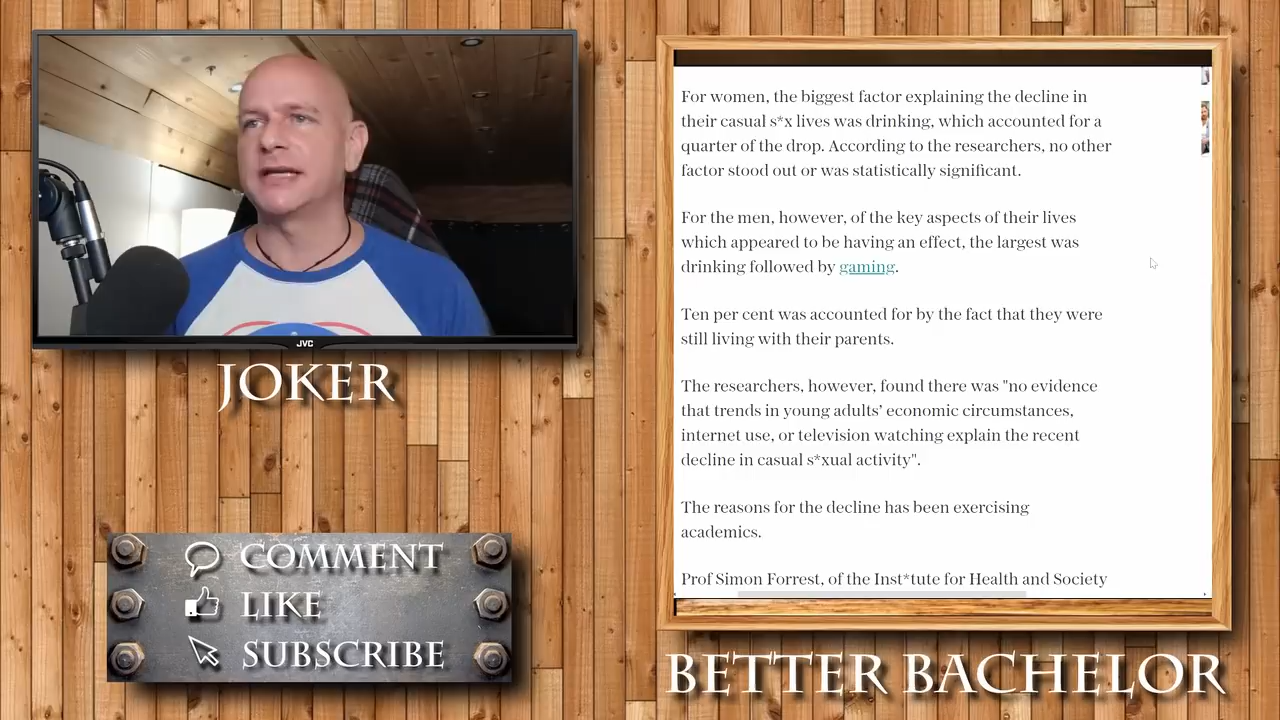 JVC
JOKER
COMMENT
LIKE
SUBSCRIBE
For women, the biggest factor explaining the decline in
their casual s*x lives was drinking, which accounted for a
quarter of the drop. According to the researchers, no other
factor stood out or was statistically significant.
For the men, however, of the key aspects of their lives
which appeared to be having an effect, the largest was
drinking followed by gaming.
Ten per cent was accounted for by the fact that they were
still living with their parents.
The researchers, however, found there was "no evidence
that trends in young adults’ economic circumstances,
internet use, or television watching explain the recent
decline in casual s*xual activity".
The reasons for the decline has been exercising
academics.
Prof Simon Forrest, of the Inst*tute for Health and Society
BETTER BACHELOR